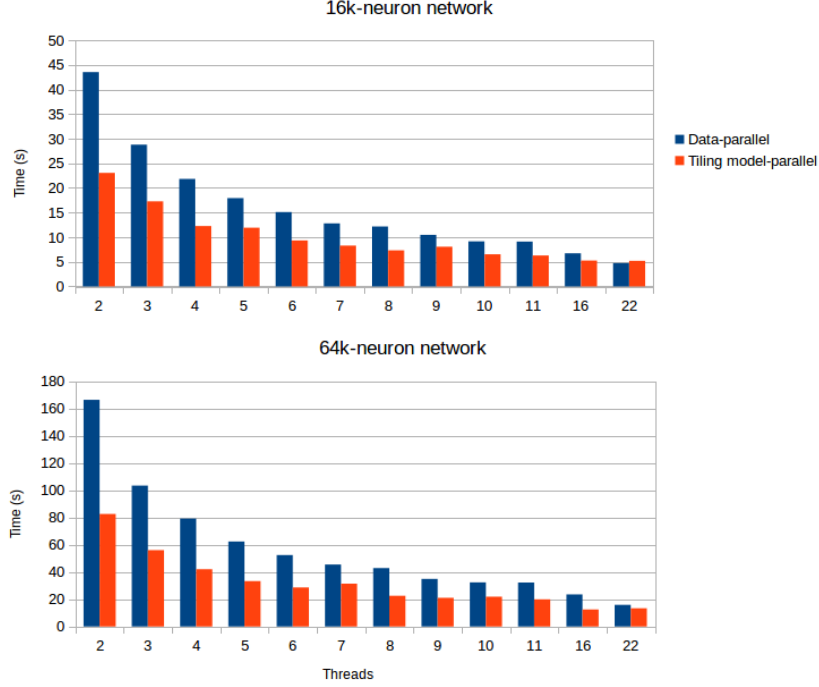 16k-neuron network
50
45
40
35
30
25
20
15
10
5
0
Time (s)
2 3 4 5 6 7 8 9 10 11 16 22
Data-parallel
Tiling model-parallel
64k-neuron network
180
160
140
120
100
80
60
40
20
0
Time (s)
2 3 4 5 6 7 8 9 10 11 16 22
Threads